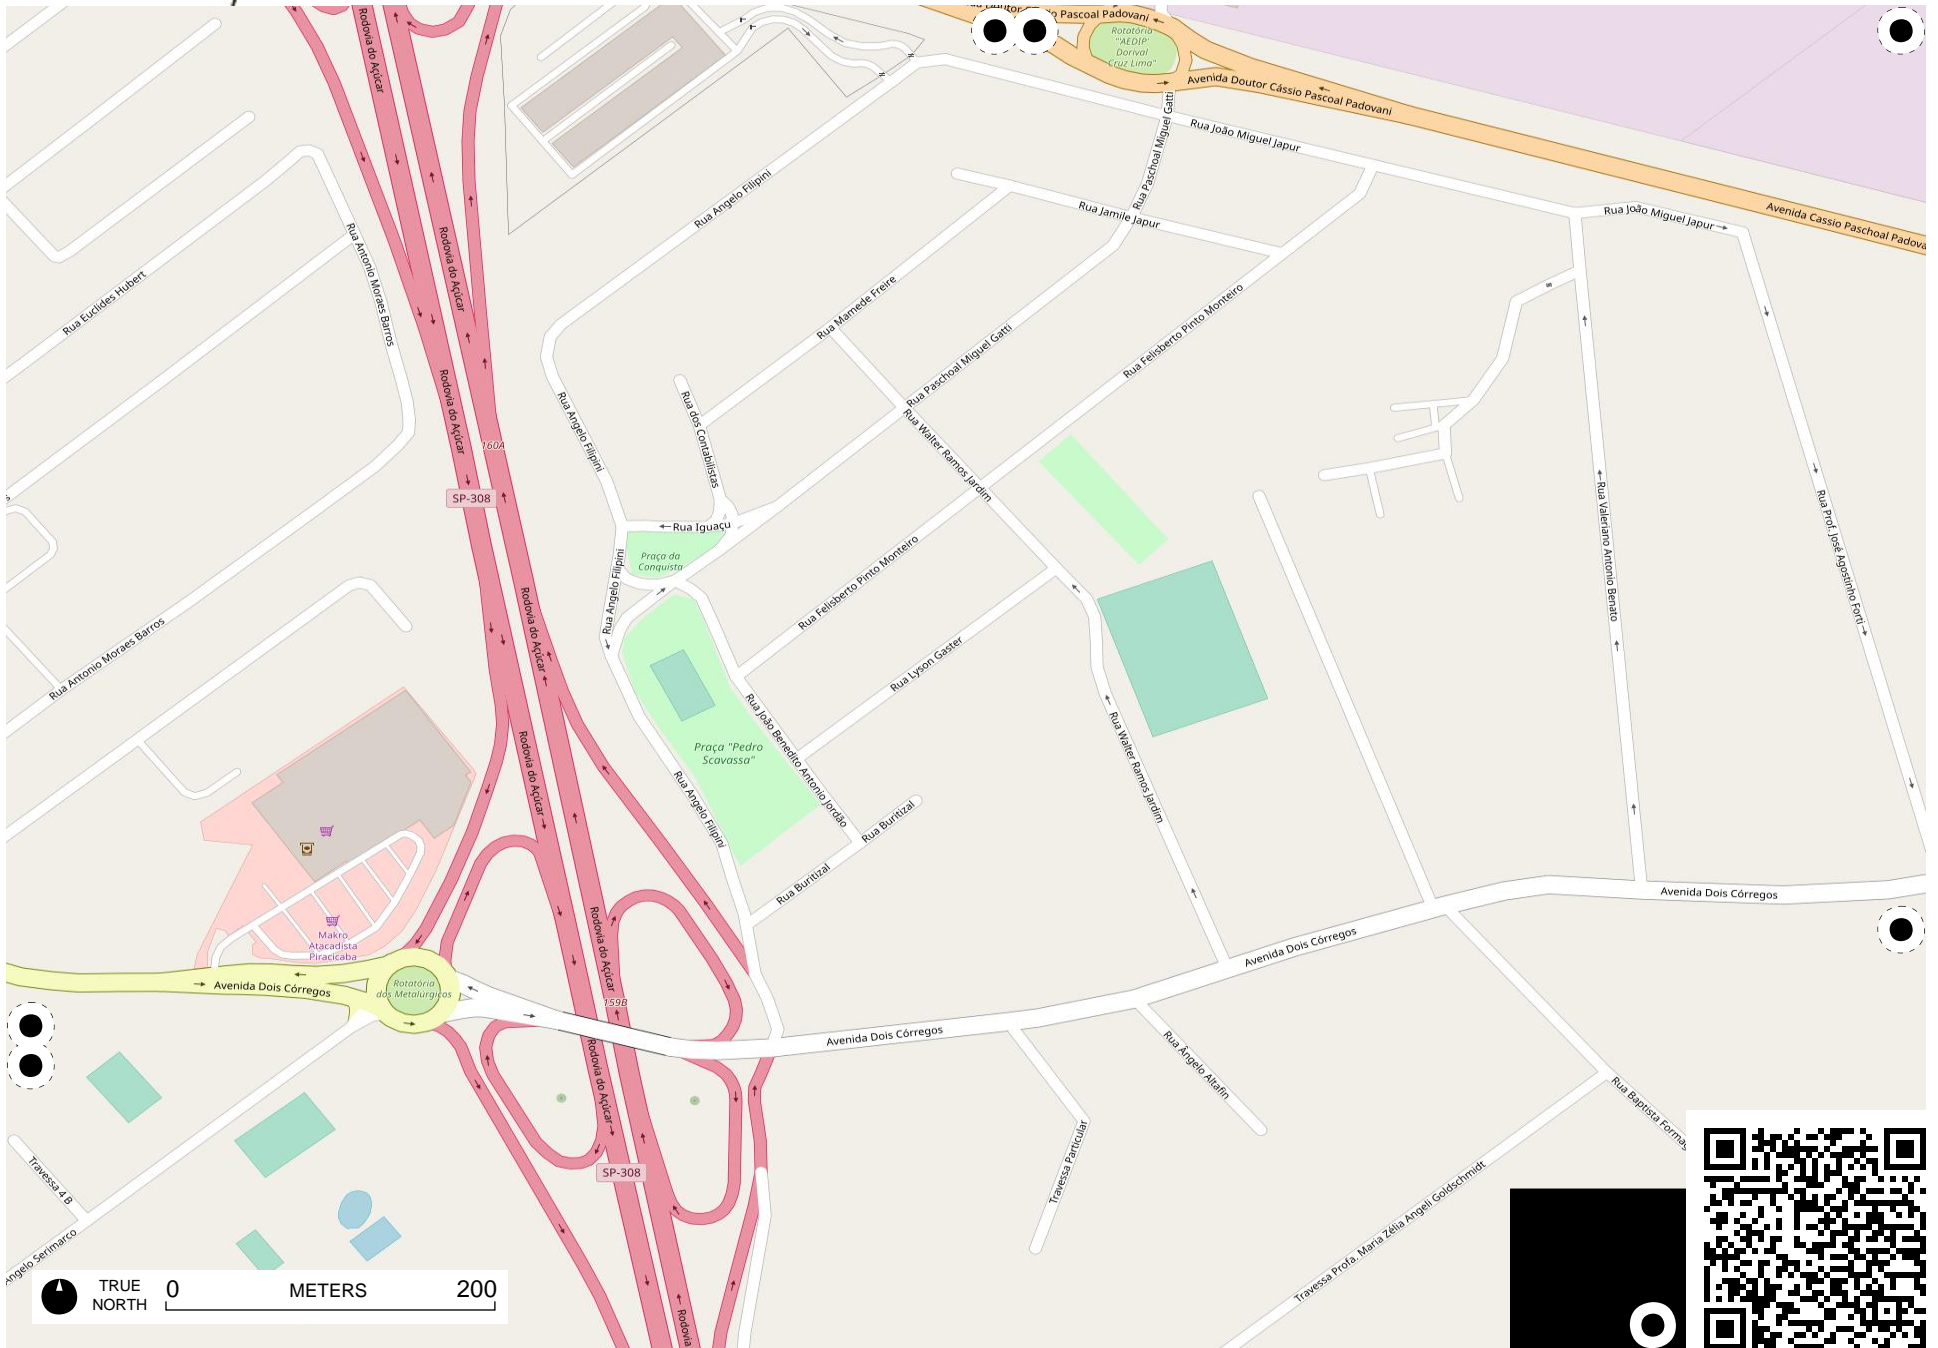 Rodovia do Açúcar
Pascoal Padovani
Rotatória
"AEDIP"
Dorival
Cruz Lima"
Avenida Doutor Cássio Pascoal Padovani
Rua João Miguel Japur
Rua Paschoal Miguel Gatti
Rua Angelo Filipini
Rua Jamile Japur
Rua João Miguel Japur
Avenida Cassio Paschoal Padova
Rua Antonio Moraes Barros
Rua Euclides Hubert
Rodovia do Açúcar
Rua Mamede Freire
Rua Paschoal Miguel Gatti
Rua Felisberto Pinto Monteiro
Rodovia do Açúcar
Rua Angelo Filipini
Rua dos Contabilistas
Rua Walter Ramos Jardim
160A
SP-308
Rua Iguaçu
Rua Valeriano Antonio Benato
Rua Prof. José Agostinho Forti
Praça da
Conquista
Rua Angelo Filipini
Rua Felisberto Pinto Monteiro
Rodovia do Açúcar
Rua Antonio Moraes Barros
Rua Lyson Gaster
Rua João Benedito Antonio Jordão
Praça "Pedro
Scavassa"
Rodovia do Açúcar
Rua Angelo Filipini
Rua Walter Ramos Jardim
Rua Buritizal
Rua Buritizal
Avenida Dois Córregos
Makro
Atacadista
Piracicaba
Rodovia do Açúcar
Avenida Dois Córregos
Avenida Dois Córregos
Rotatória
dos Metalúrgicos
159B
Avenida Dois Córregos
Rodovia do Açúcar
Rua Ângelo Altafin
Rua Baptista Formag
Travessa Particular
Travessa 4 B
SP-308
Travessa Profa. Maria Zélia Angeli Goldschmidt
Angelo Serimarco
TRUE
NORTH
0 METERS 200
Rodovia